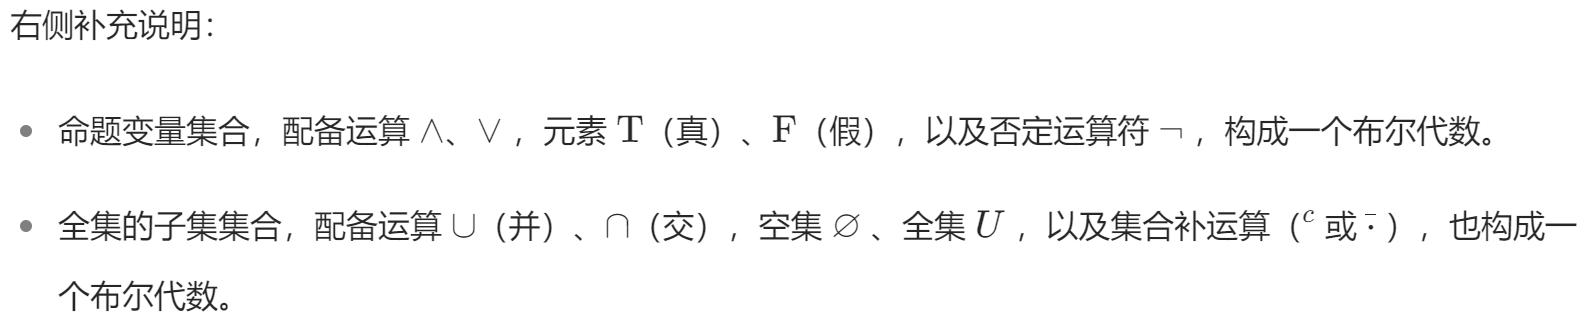 右侧补充说明：
• 命题变量集合，配备运算 ∧、∨ ，元素 T（真）、F（假），以及否定运算符 ¬ ，构成一个布尔代数。
• 全集的子集集合，配备运算 ∪（并）、∩（交），空集 ∅ 、全集 U ，以及集合补运算（ᶜ 或 ·̄ ），也构成一
个布尔代数。